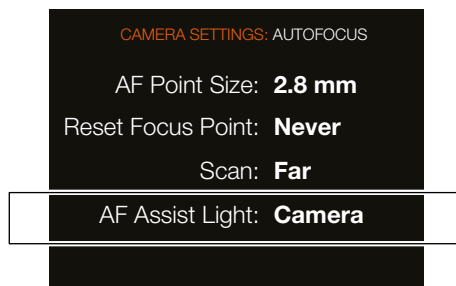 CAMERA SETTINGS: AUTOFOCUS
AF Point Size: 2.8 mm
Reset Focus Point: Never
Scan: Far
AF Assist Light: Camera